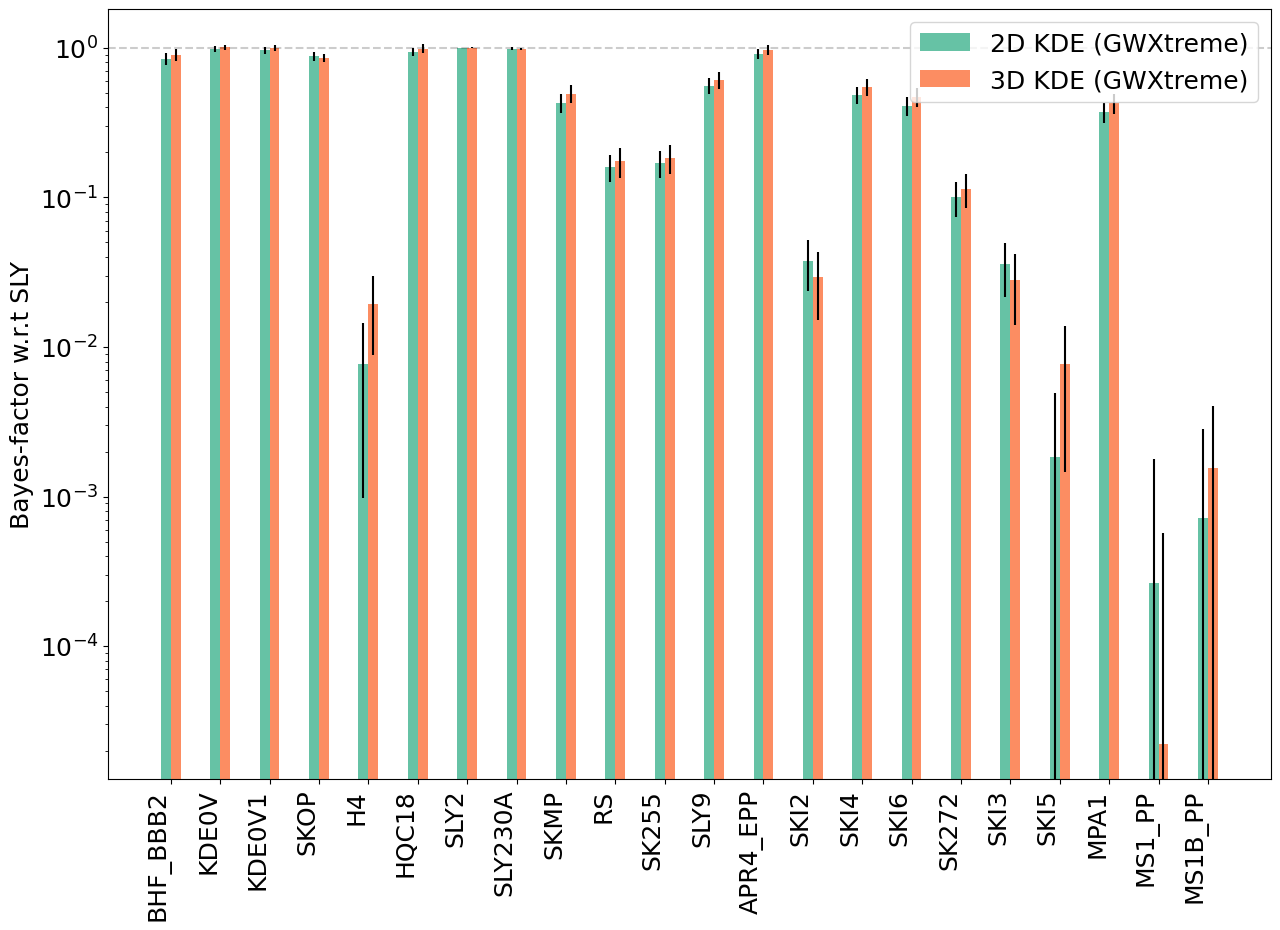 2D KDE (GWXtreme)
3D KDE (GWXtreme)
Bayes-factor w.r.t SLY
10⁰
10⁻¹
10⁻²
10⁻³
10⁻⁴
BHF_BBB2
KDE0V
KDE0V1
SKOP
H4
HQC18
SLY2
SLY230A
SKMP
RS
SK255
SLY9
APR4_EPP
SKI2
SKI4
SKI6
SK272
SKI3
SKI5
MPA1
MS1_PP
MS1B_PP